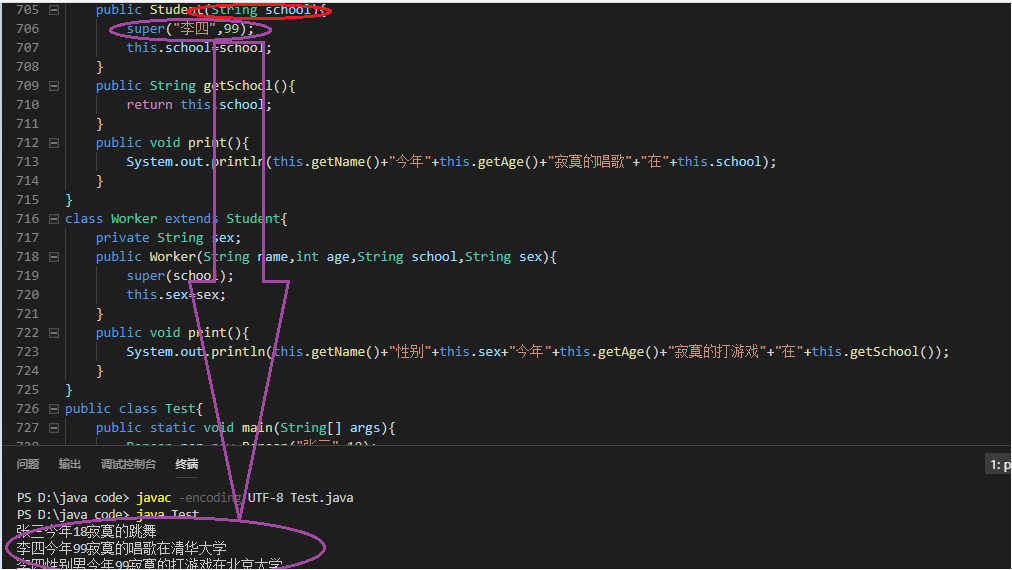 705 public Student(String school){
706 super("李四",99);
707 this.school=school;
708 }
709 public String getSchool(){
710 return this.school;
711 }
712 public void print(){
713 System.out.println(this.getName()+"今年"+this.getAge()+"寂寞的唱歌"+"在"+this.school);
714 }
715 }
716 class Worker extends Student{
717 private String sex;
718 public Worker(String name,int age,String school,String sex){
719 super(school);
720 this.sex=sex;
721 }
722 public void print(){
723 System.out.println(this.getName()+"性别"+this.sex+"今年"+this.getAge()+"寂寞的打游戏"+"在"+this.getSchool());
724 }
725 }
726 public class Test{
727 public static void main(String[] args){
问题 输出 调试控制台 终端 1: p
PS D:\java code> javac -encoding UTF-8 Test.java
PS D:\java code> java Test
张三今年18寂寞的跳舞
李四今年99寂寞的唱歌在清华大学
李四性别男今年99寂寞的打游戏在北京大学